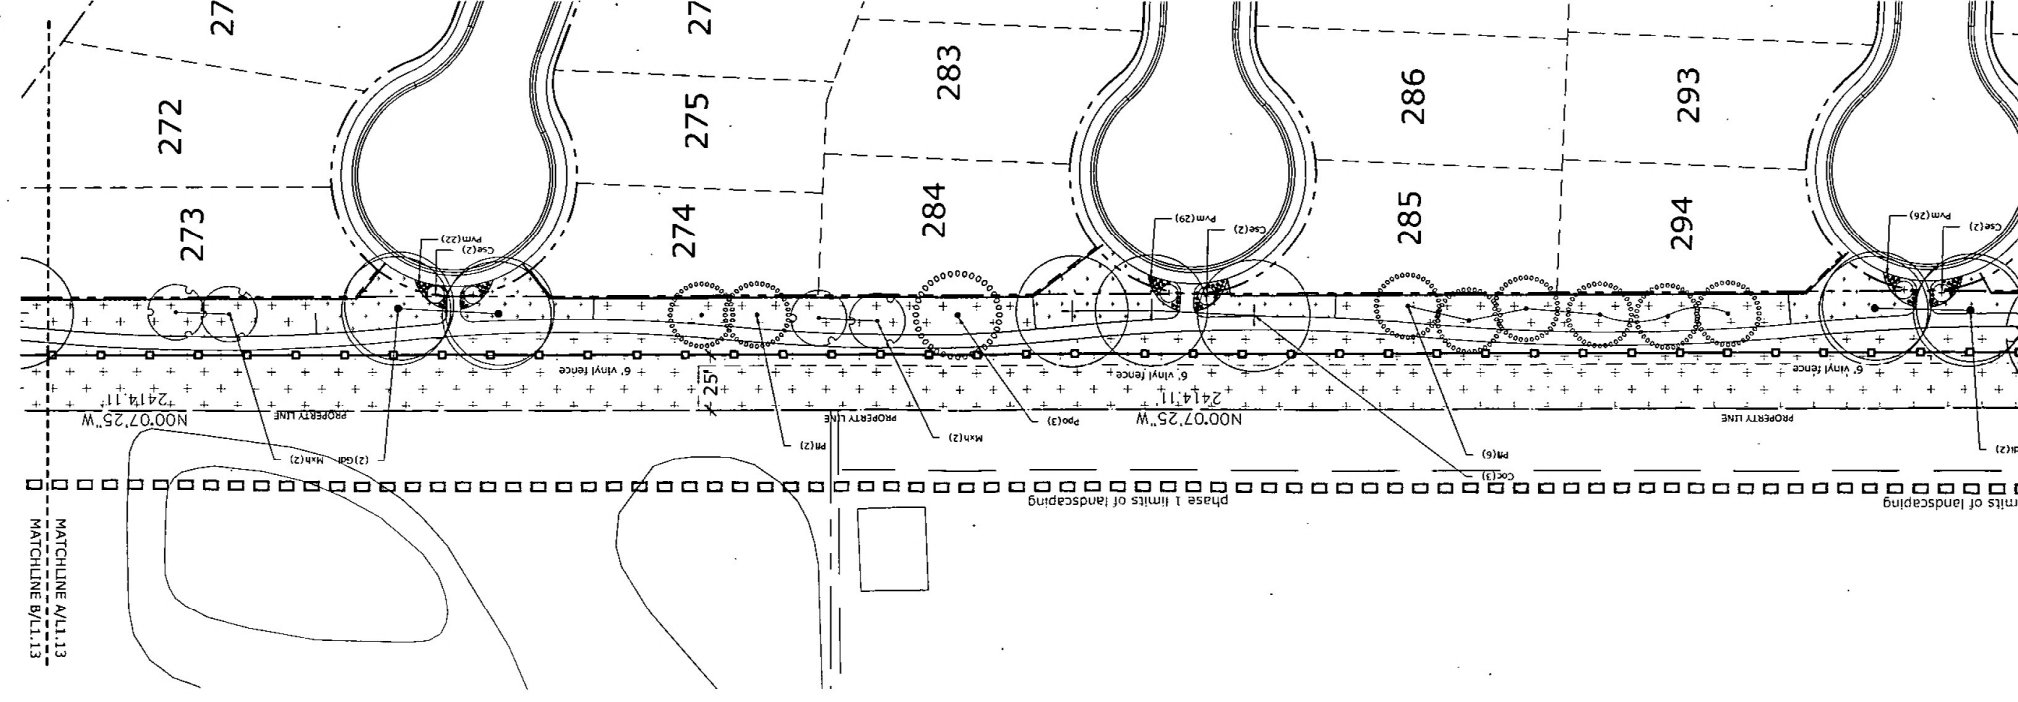 27
272
273
27
275
274
283
284
286
285
293
294
Pvm(22)
Cse(2)
Pvm(29)
Cse(2)
Pvm(26)
Cse(2)
6' vinyl fence
6' vinyl fence
6' vinyl fence
25'
N00°07'25"W
2414.11'
N00°07'25"W
2414.11'
PROPERTY LINE
PROPERTY LINE
PROPERTY LINE
Mxh(2)
(2)Gdi
Pfl(2)
Mxh(2)
Ppo(3)
Pfl(6)
Coc(3)
di(2)
phase 1 limits of landscaping
mits of landscaping
MATCHLINE A/L1.13
MATCHLINE B/L1.13